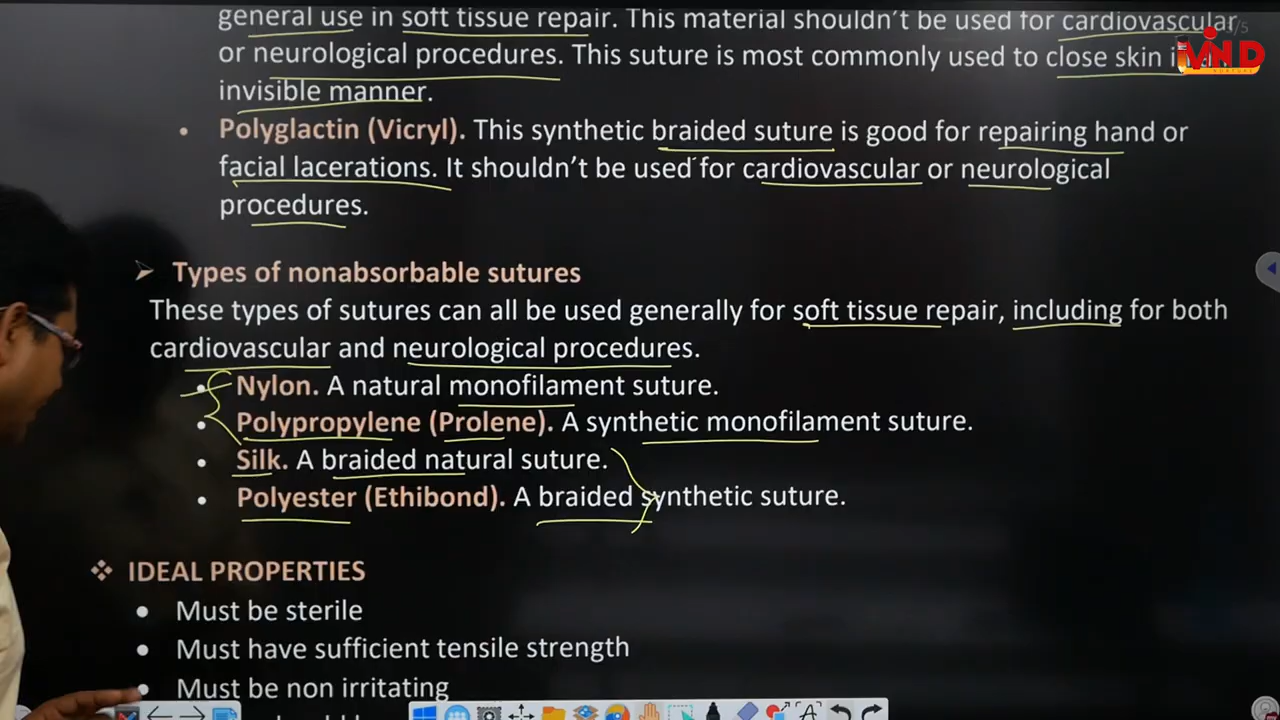 general use in soft tissue repair. This material shouldn't be used for cardiovascular
or neurological procedures. This suture is most commonly used to close skin in
invisible manner.
• Polyglactin (Vicryl). This synthetic braided suture is good for repairing hand or
facial lacerations. It shouldn't be used for cardiovascular or neurological
procedures.
➢ Types of nonabsorbable sutures
These types of sutures can all be used generally for soft tissue repair, including for both
cardiovascular and neurological procedures.
• Nylon. A natural monofilament suture.
• Polypropylene (Prolene). A synthetic monofilament suture.
• Silk. A braided natural suture.
• Polyester (Ethibond). A braided synthetic suture.
❖ IDEAL PROPERTIES
• Must be sterile
• Must have sufficient tensile strength
• Must be non irritating